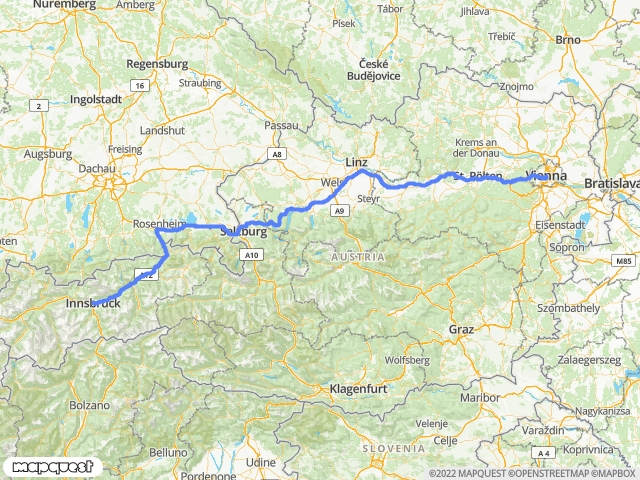 Nuremberg
Amberg
Písek
Tábor
Jihlava
Třebíč
Brno
Regensburg
České
Budějovice
16
Straubing
2
Ingolstadt
Znojmo
Landshut
Passau
Krems an
der Donau
Augsburg
Dachau
A8
Linz
Wels
St. Pölten
Vienna
Bratislava
Steyr
A9
Rosenheim
Salzburg
Eisenstadt
Sopron
A10
AUSTRIA
M85
A12
Innsbruck
Szombathely
Graz
Wolfsberg
Zalaegerszeg
Klagenfurt
Maribor
Bolzano
Nagykanizsa
Velenje
Varaždin
Celje
Belluno
Udine
SLOVENIA
A 4
Koprivnica
Pordenone
mapquest
©2022 MAPQUEST ©OPENSTREETMAP ©MAPBOX